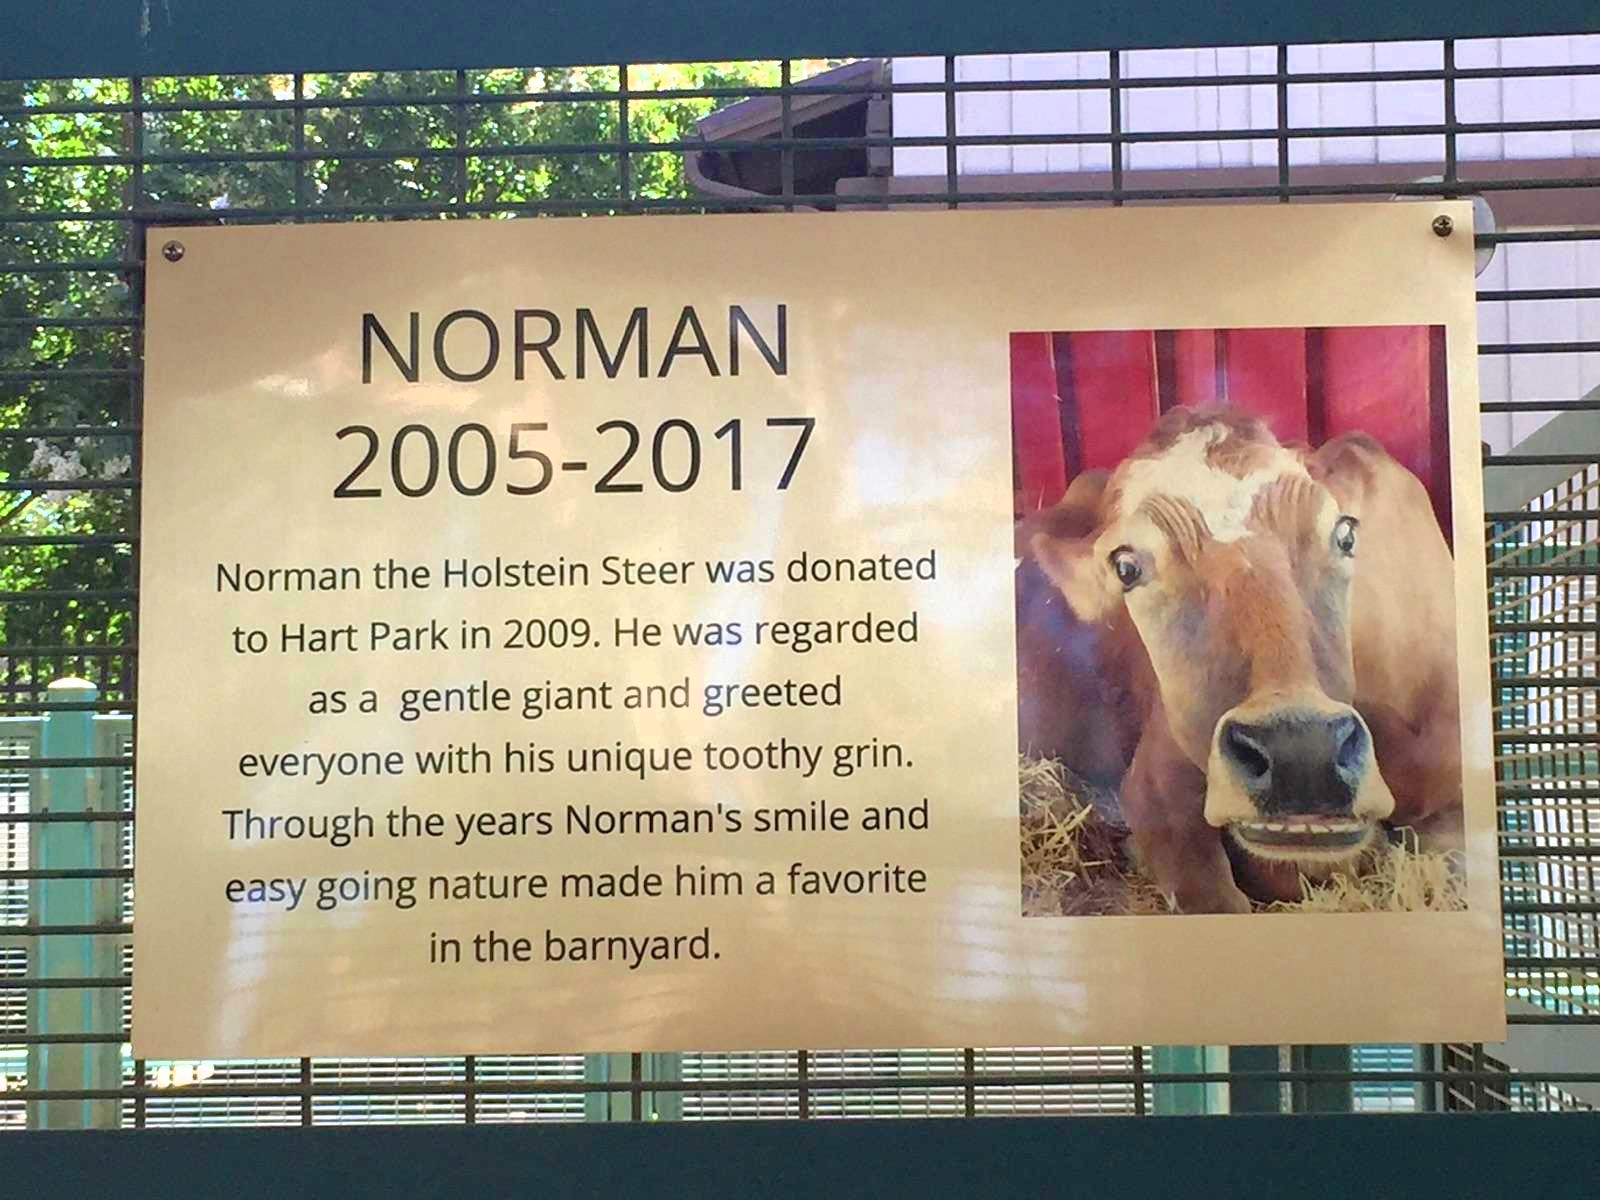 NORMAN
2005-2017
Norman the Holstein Steer was donated
to Hart Park in 2009. He was regarded
as a  gentle giant and greeted
everyone with his unique toothy grin.
Through the years Norman's smile and
easy going nature made him a favorite
in the barnyard.